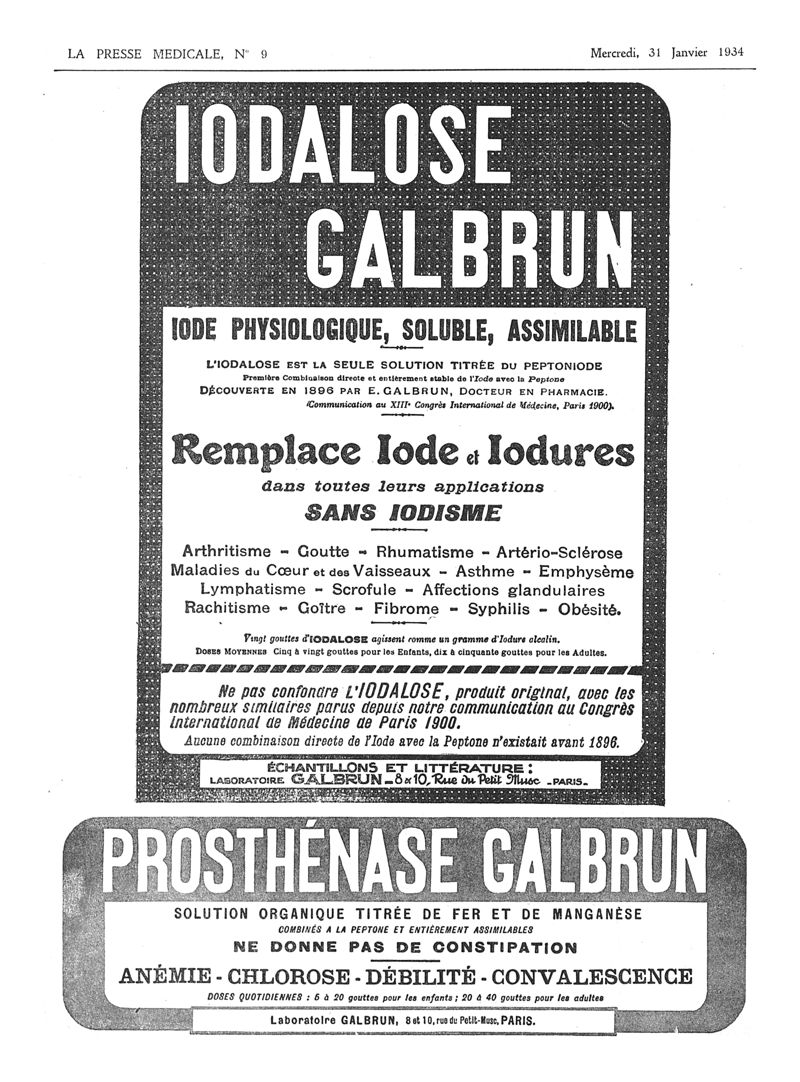 LA PRESSE MEDICALE, N° 9
Mercredi, 31 Janvier 1934
IODALOSE
GALBRUN
IODE PHYSIOLOGIQUE, SOLUBLE, ASSIMILABLE
L'IODALOSE EST LA SEULE SOLUTION TITRÉE DU PEPTONIODE
Première Combinaison directe et entièrement stable de l'Iode avec la Peptone
DÉCOUVERTE EN 1896 PAR E. GALBRUN, DOCTEUR EN PHARMACIE.
(Communication au XIIIe Congrès International de Médecine, Paris 1900).
Remplace Iode et Iodures
dans toutes leurs applications
SANS IODISME
Arthritisme - Goutte - Rhumatisme - Artério-Sclérose
Maladies du Cœur et des Vaisseaux - Asthme - Emphysème
Lymphatisme - Scrofule - Affections glandulaires
Rachitisme - Goître - Fibrome - Syphilis - Obésité.
Vingt gouttes d'IODALOSE agissent comme un gramme d'Iodure alcalin.
DOSES MOYENNES Cinq à vingt gouttes pour les Enfants, dix à cinquante gouttes pour les Adultes.
Ne pas confondre L'IODALOSE, produit original, avec les
nombreux similaires parus depuis notre communication au Congrès
International de Médecine de Paris 1900.
Aucune combinaison directe de l'Iode avec la Peptone n'existait avant 1896.
ÉCHANTILLONS ET LITTÉRATURE :
LABORATOIRE GALBRUN_8 & 10, Rue du Petit Musc _PARIS_
PROSTHÉNASE GALBRUN
SOLUTION ORGANIQUE TITRÉE DE FER ET DE MANGANÈSE
COMBINÉS A LA PEPTONE ET ENTIÈREMENT ASSIMILABLES
NE DONNE PAS DE CONSTIPATION
ANÉMIE - CHLOROSE - DÉBILITÉ - CONVALESCENCE
DOSES QUOTIDIENNES : 5 à 20 gouttes pour les enfants ; 20 à 40 gouttes pour les adultes
Laboratoire GALBRUN, 8 et 10, rue du Petit-Musc, PARIS.